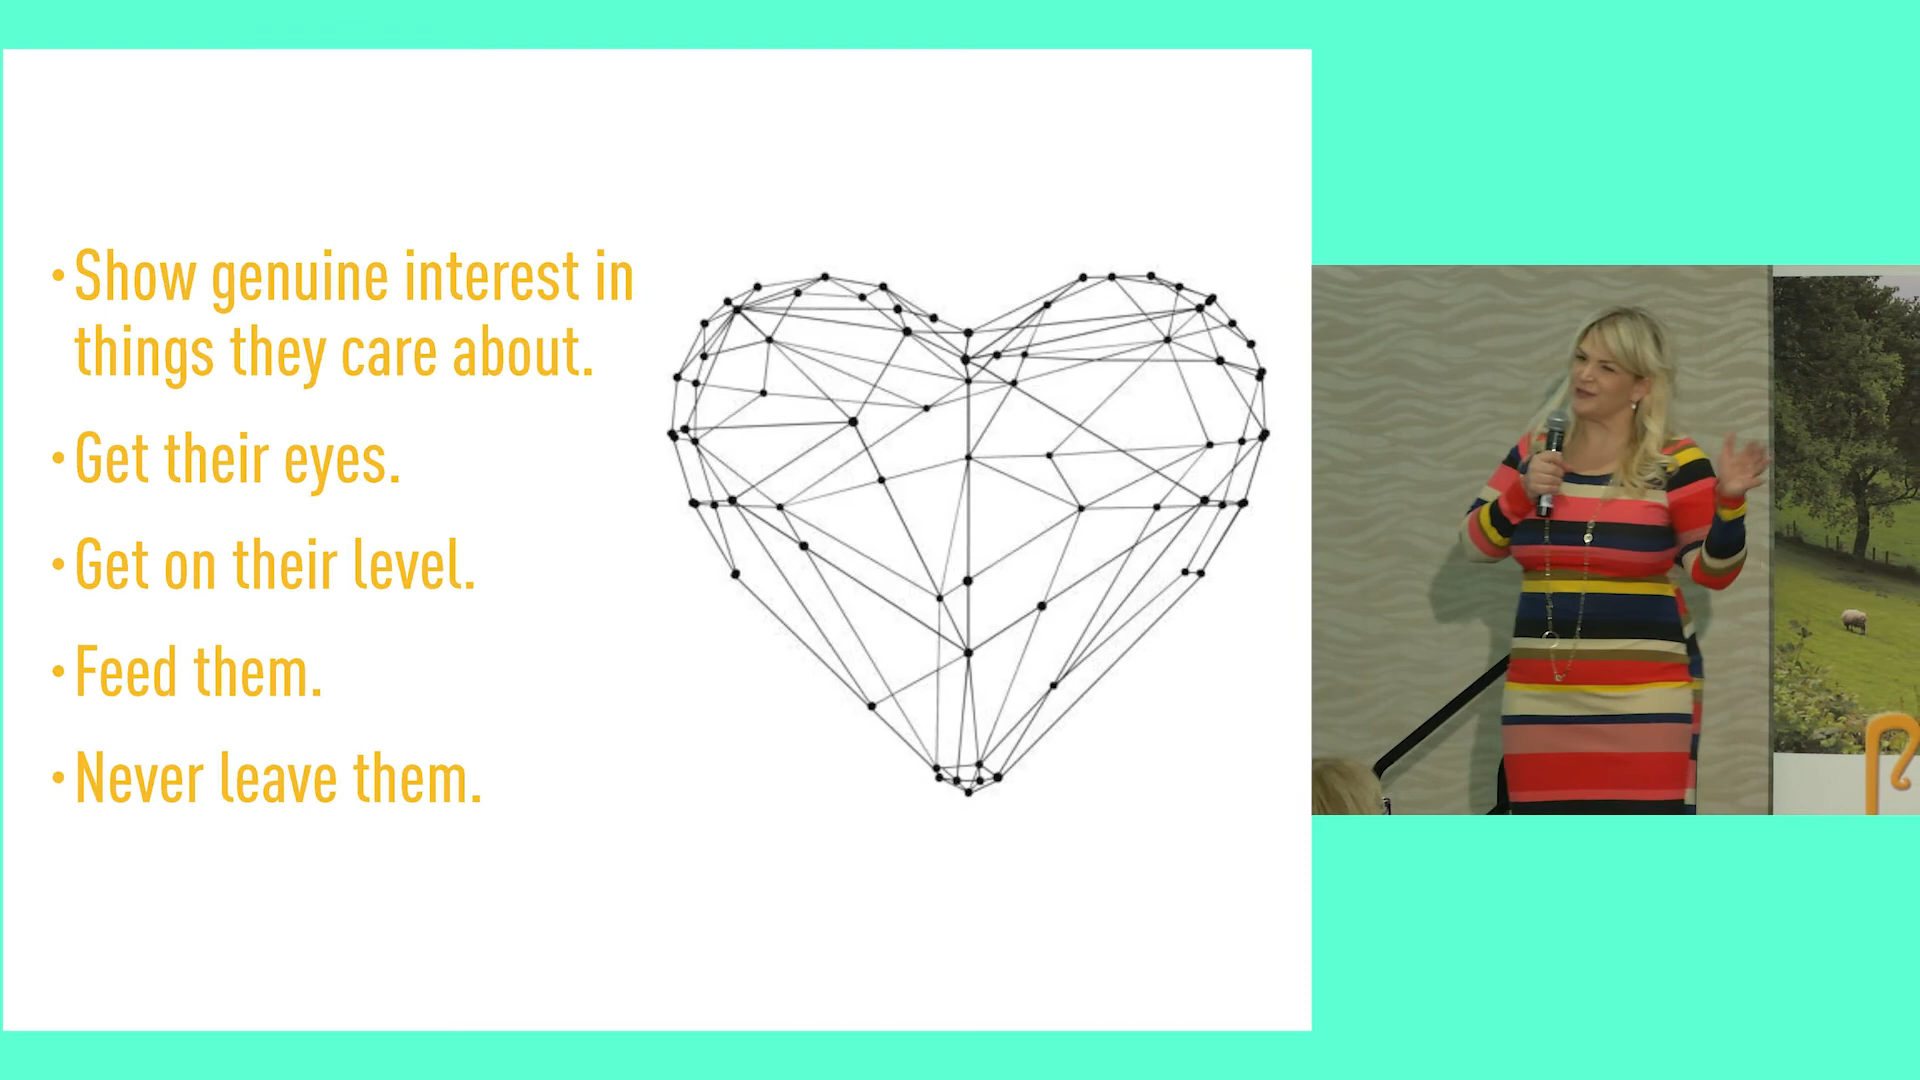 • Show genuine interest in
things they care about.
• Get their eyes.
• Get on their level.
• Feed them.
• Never leave them.